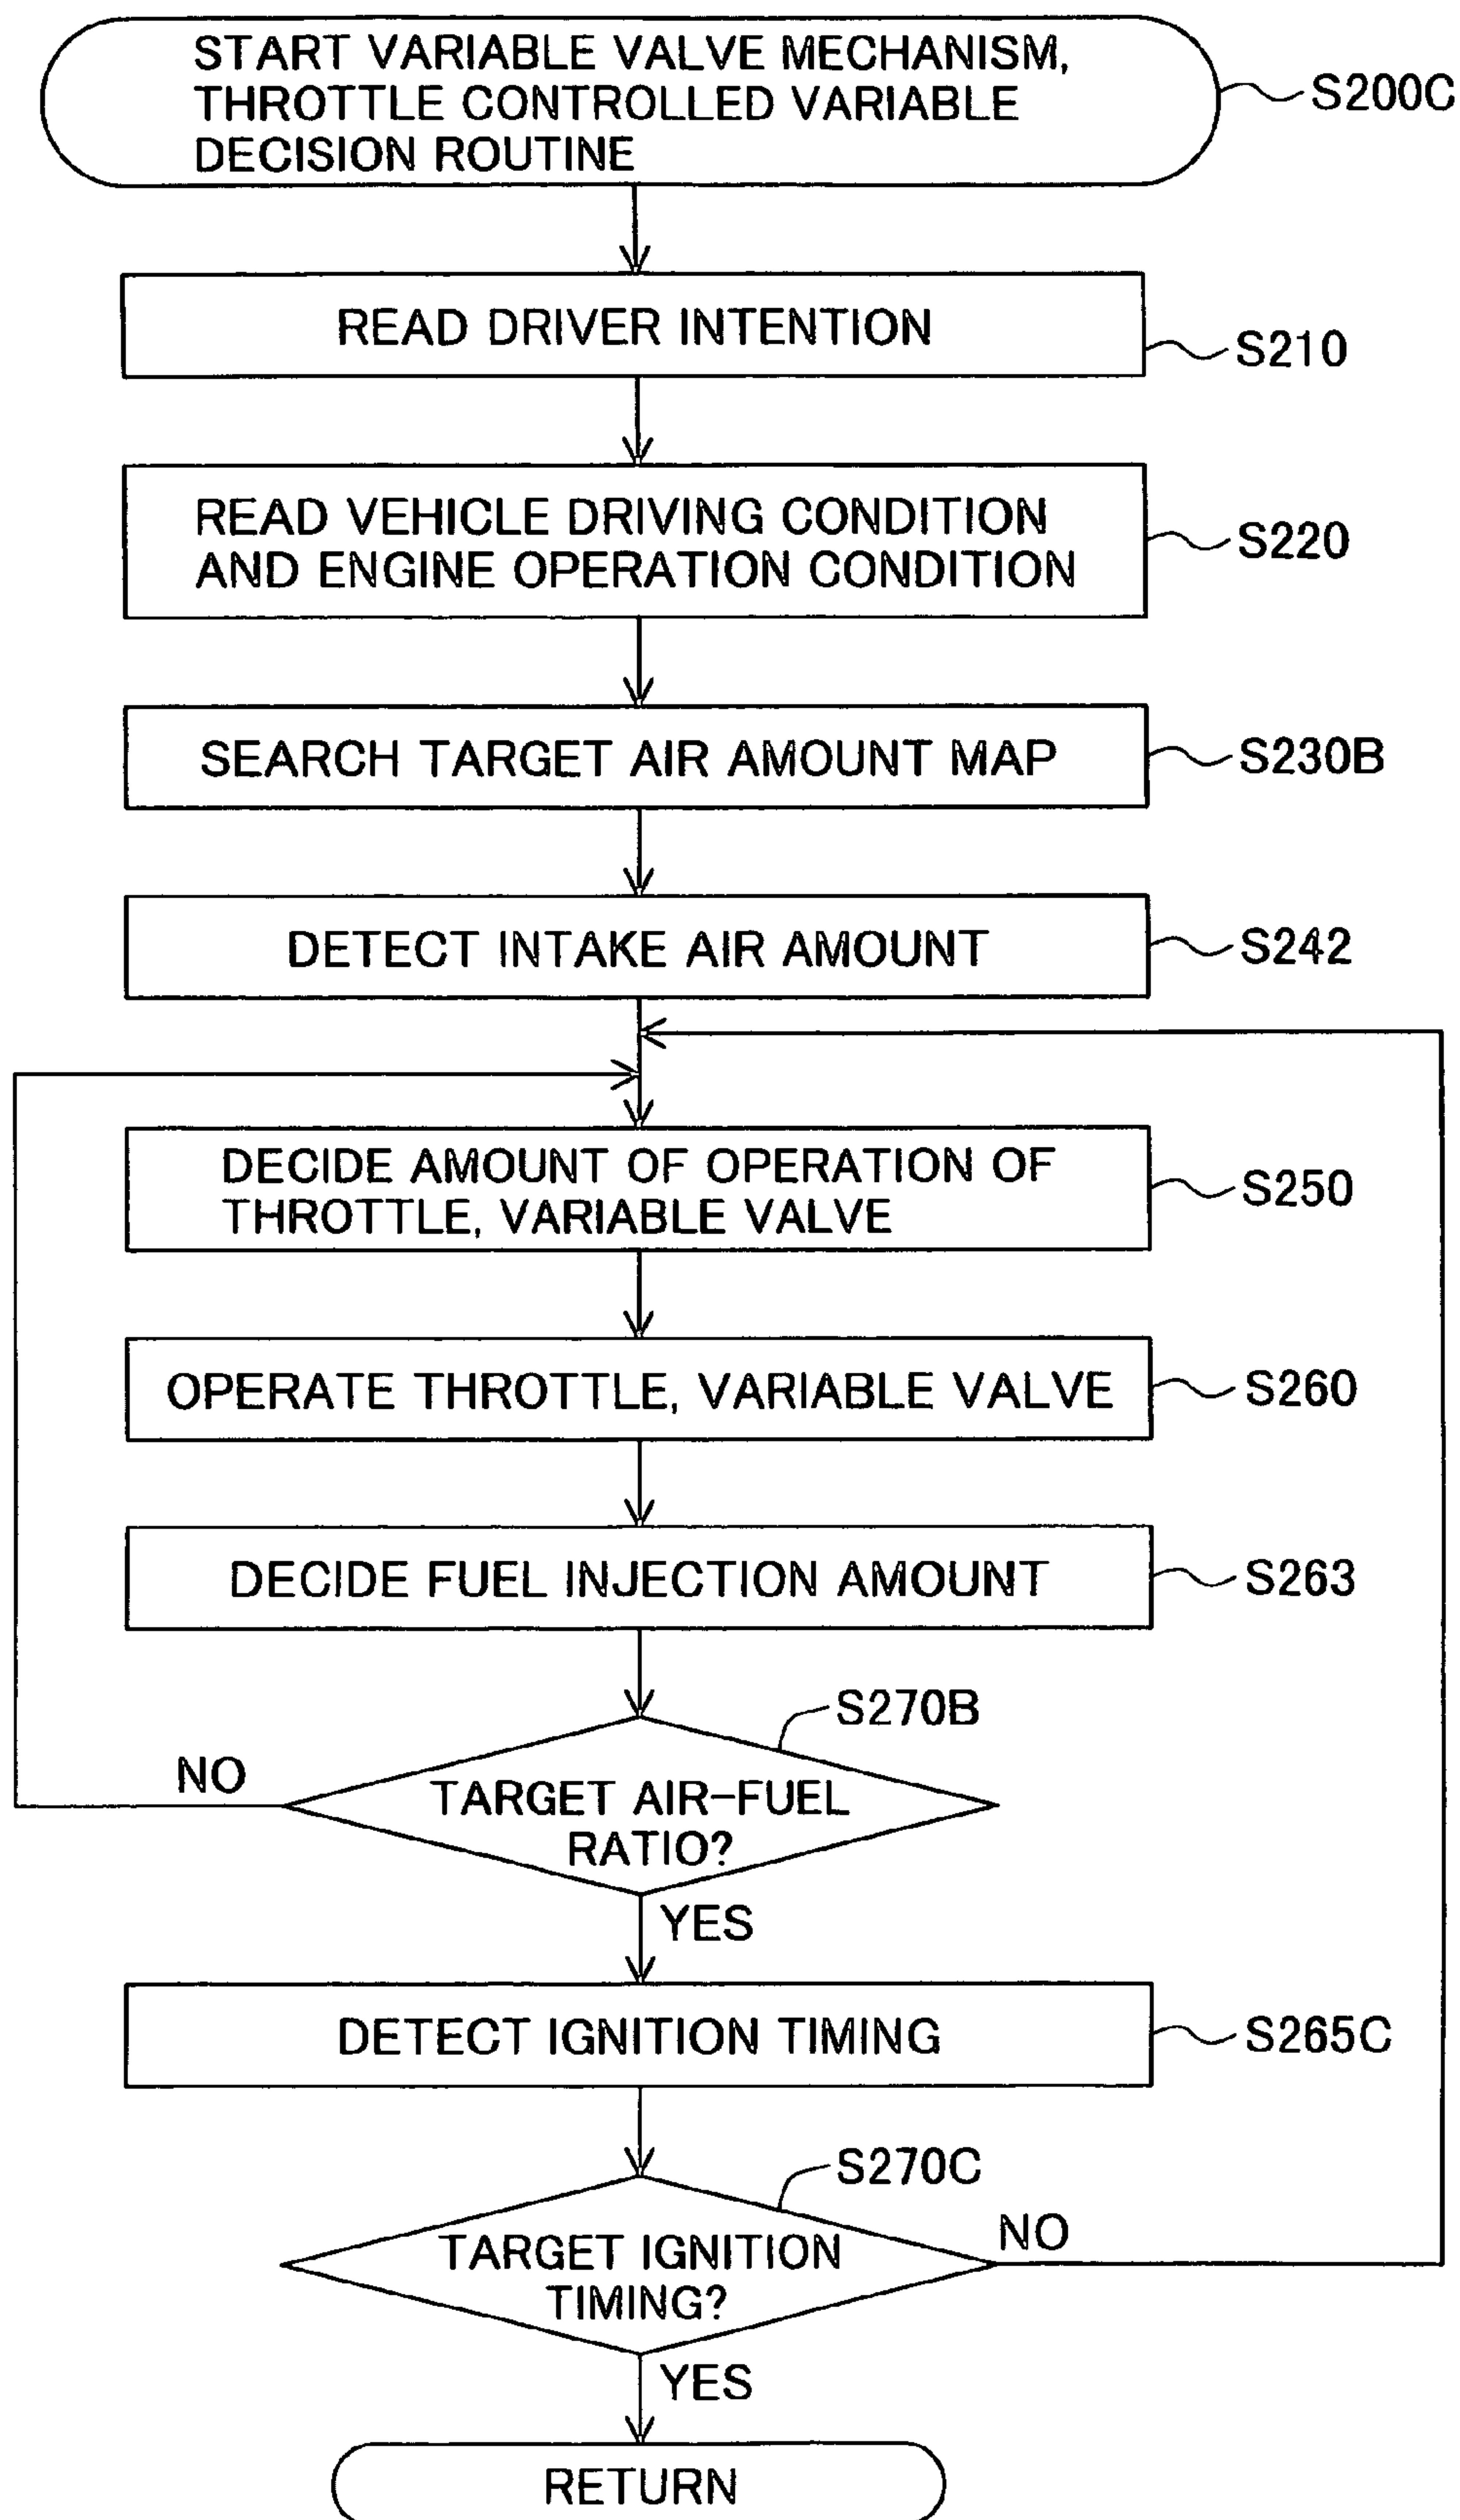 START VARIABLE VALVE MECHANISM,
THROTTLE CONTROLLED VARIABLE
DECISION ROUTINE
S200C
READ DRIVER INTENTION
S210
READ VEHICLE DRIVING CONDITION
AND ENGINE OPERATION CONDITION
S220
SEARCH TARGET AIR AMOUNT MAP
S230B
DETECT INTAKE AIR AMOUNT
S242
DECIDE AMOUNT OF OPERATION OF
THROTTLE, VARIABLE VALVE
S250
OPERATE THROTTLE, VARIABLE VALVE
S260
DECIDE FUEL INJECTION AMOUNT
S263
S270B
NO
TARGET AIR-FUEL
RATIO?
YES
DETECT IGNITION TIMING
S265C
S270C
NO
TARGET IGNITION
TIMING?
YES
RETURN